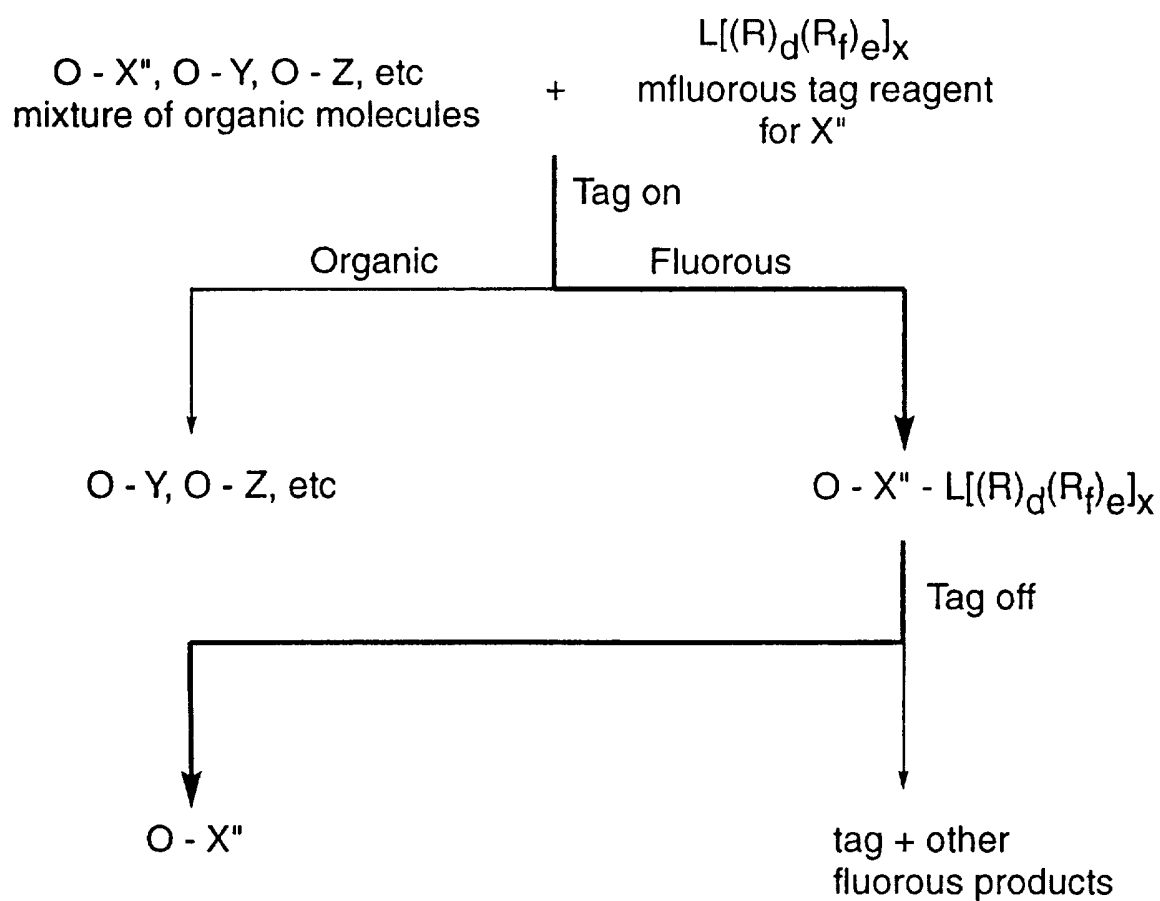 O - X", O - Y, O - Z, etc
mixture of organic molecules
+
L[(R)d(Rf)e]x
mfluorous tag reagent
for X"
Tag on
Organic
Fluorous
O - Y, O - Z, etc
O - X" - L[(R)d(Rf)e]x
Tag off
O - X"
tag + other
fluorous products